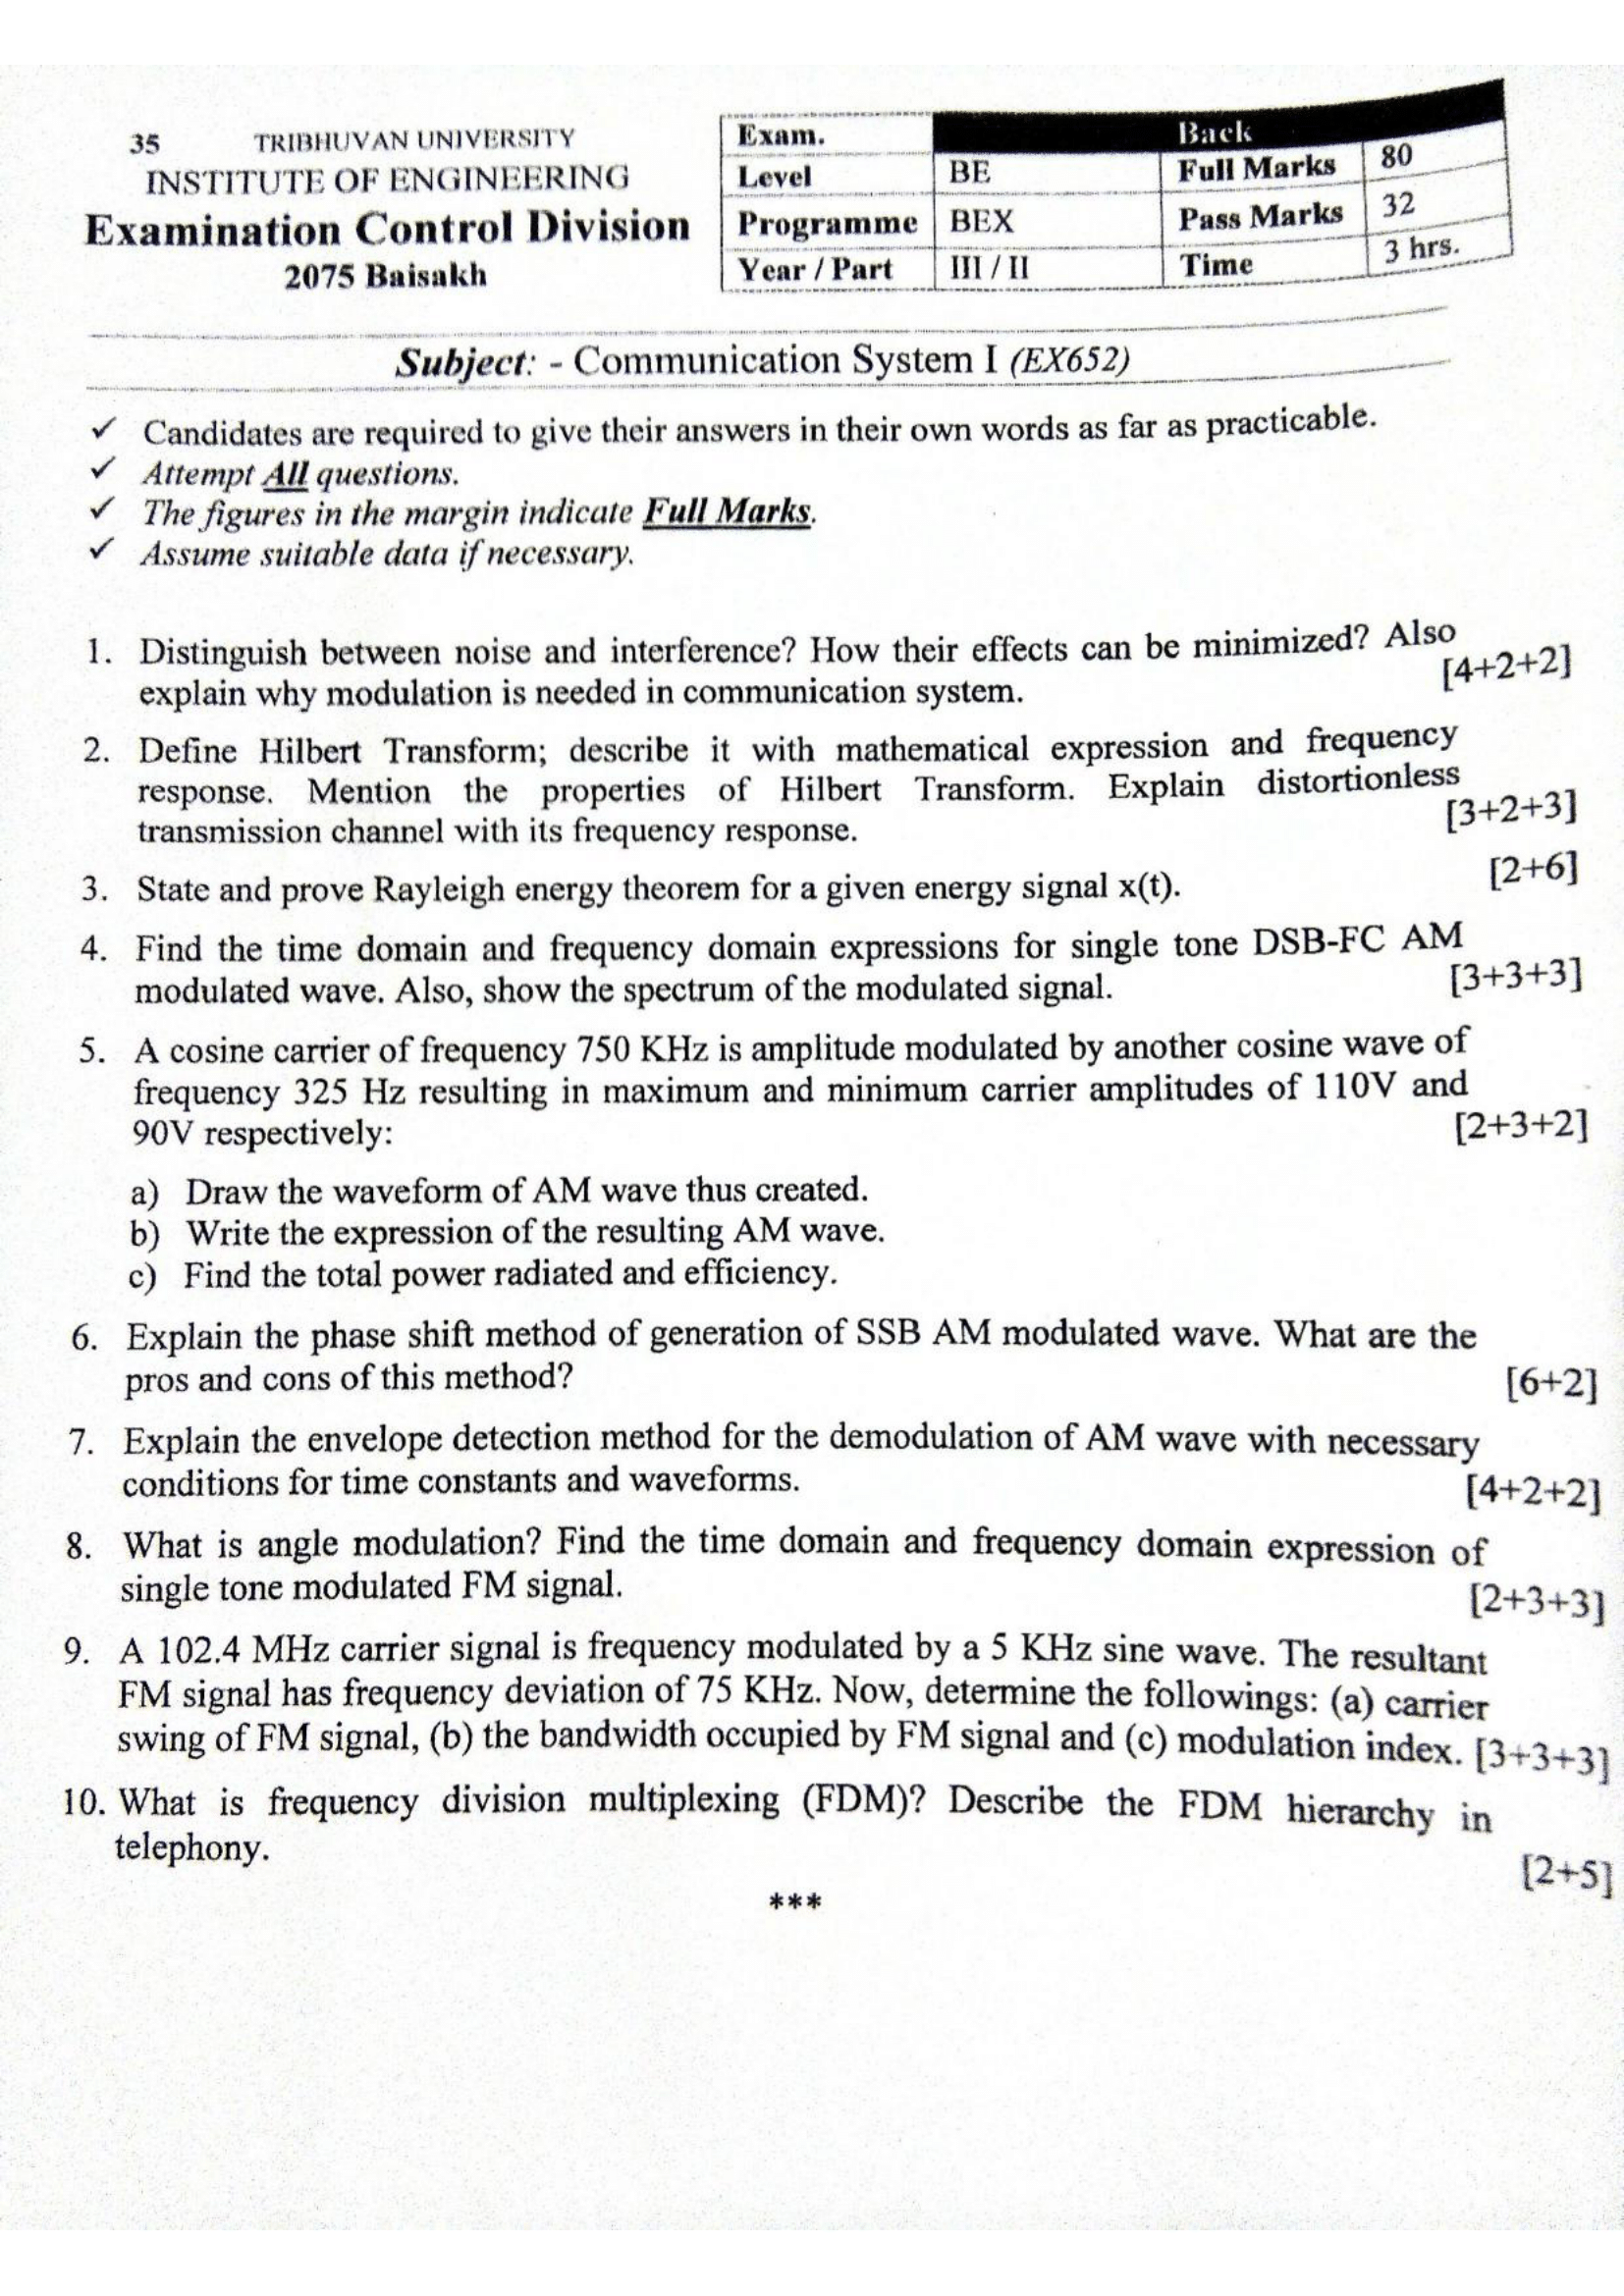 35 TRIBHUVAN UNIVERSITY
INSTITUTE OF ENGINEERING
Examination Control Division
2075 Baisakh
Exam. Back
Level BE Full Marks 80
Programme BEX Pass Marks 32
Year / Part III / II Time 3 hrs.
Subject: - Communication System I (EX652)
✓ Candidates are required to give their answers in their own words as far as practicable.
✓ Attempt All questions.
✓ The figures in the margin indicate Full Marks.
✓ Assume suitable data if necessary.
1. Distinguish between noise and interference? How their effects can be minimized? Also
explain why modulation is needed in communication system. [4+2+2]
2. Define Hilbert Transform; describe it with mathematical expression and frequency
response. Mention the properties of Hilbert Transform. Explain distortionless
transmission channel with its frequency response. [3+2+3]
3. State and prove Rayleigh energy theorem for a given energy signal x(t). [2+6]
4. Find the time domain and frequency domain expressions for single tone DSB-FC AM
modulated wave. Also, show the spectrum of the modulated signal. [3+3+3]
5. A cosine carrier of frequency 750 KHz is amplitude modulated by another cosine wave of
frequency 325 Hz resulting in maximum and minimum carrier amplitudes of 110V and
90V respectively: [2+3+2]
a) Draw the waveform of AM wave thus created.
b) Write the expression of the resulting AM wave.
c) Find the total power radiated and efficiency.
6. Explain the phase shift method of generation of SSB AM modulated wave. What are the
pros and cons of this method? [6+2]
7. Explain the envelope detection method for the demodulation of AM wave with necessary
conditions for time constants and waveforms. [4+2+2]
8. What is angle modulation? Find the time domain and frequency domain expression of
single tone modulated FM signal. [2+3+3]
9. A 102.4 MHz carrier signal is frequency modulated by a 5 KHz sine wave. The resultant
FM signal has frequency deviation of 75 KHz. Now, determine the followings: (a) carrier
swing of FM signal, (b) the bandwidth occupied by FM signal and (c) modulation index. [3+3+3]
10. What is frequency division multiplexing (FDM)? Describe the FDM hierarchy in
telephony. [2+5]
***